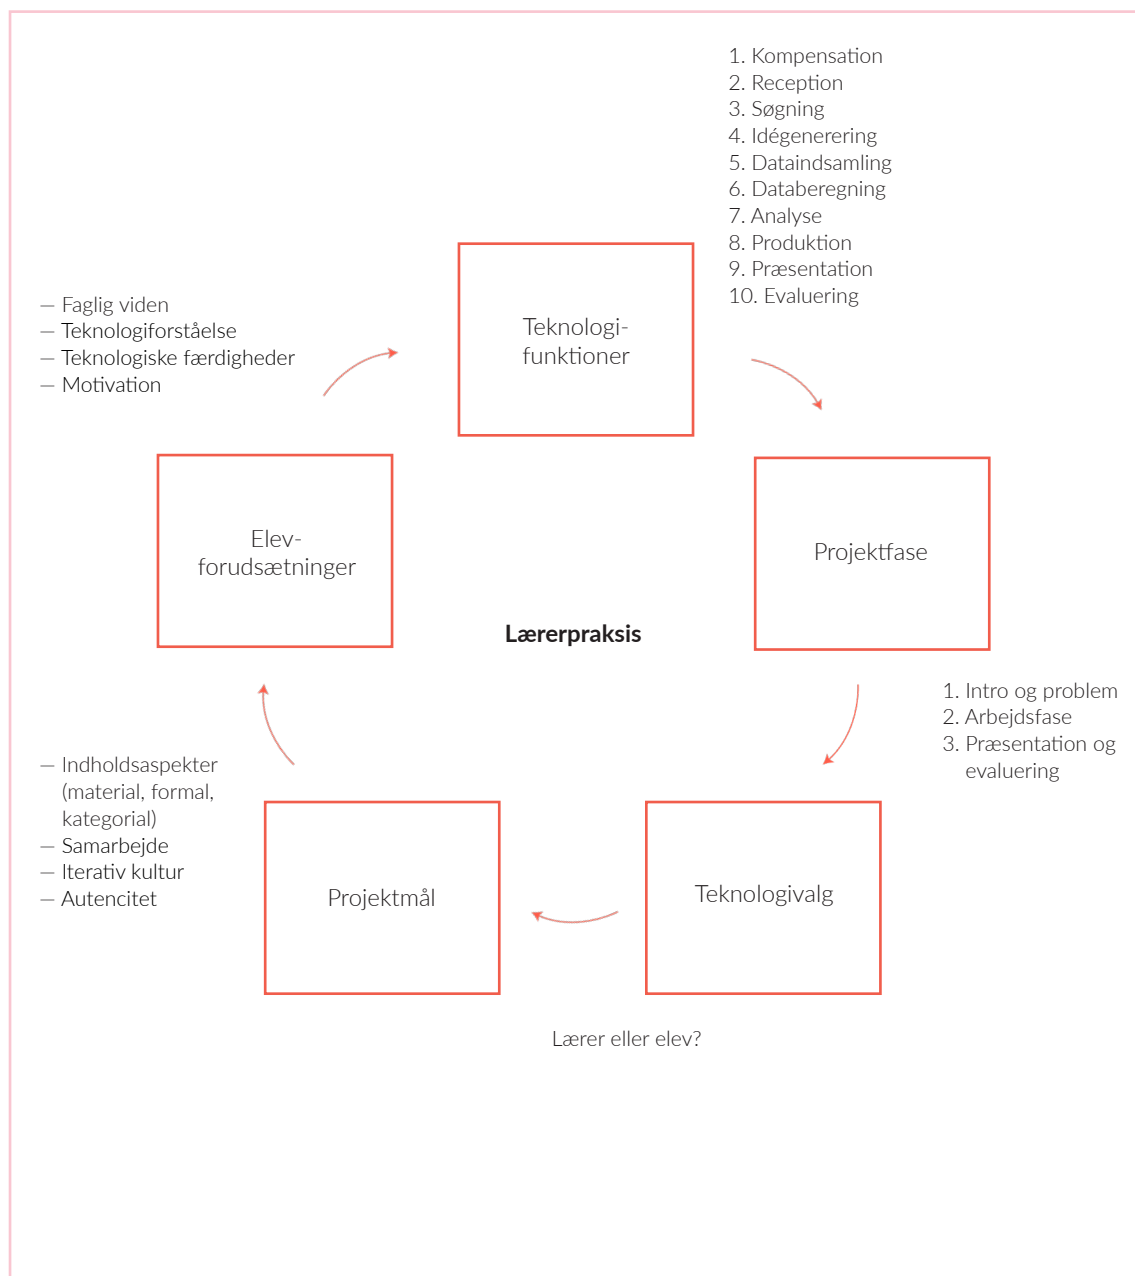 1. Kompensation
2. Reception
3. Søgning
4. Idégenerering
5. Dataindsamling
6. Databeregning
7. Analyse
8. Produktion
9. Præsentation
10. Evaluering
Teknologi-
funktioner
— Faglig viden
— Teknologiforståelse
— Teknologiske færdigheder
— Motivation
Elev-
forudsætninger
Projektfase
Lærerpraksis
1. Intro og problem
2. Arbejdsfase
3. Præsentation og
evaluering
— Indholdsaspekter
(material, formal,
kategorial)
— Samarbejde
— Iterativ kultur
— Autencitet
Projektmål
Teknologivalg
Lærer eller elev?